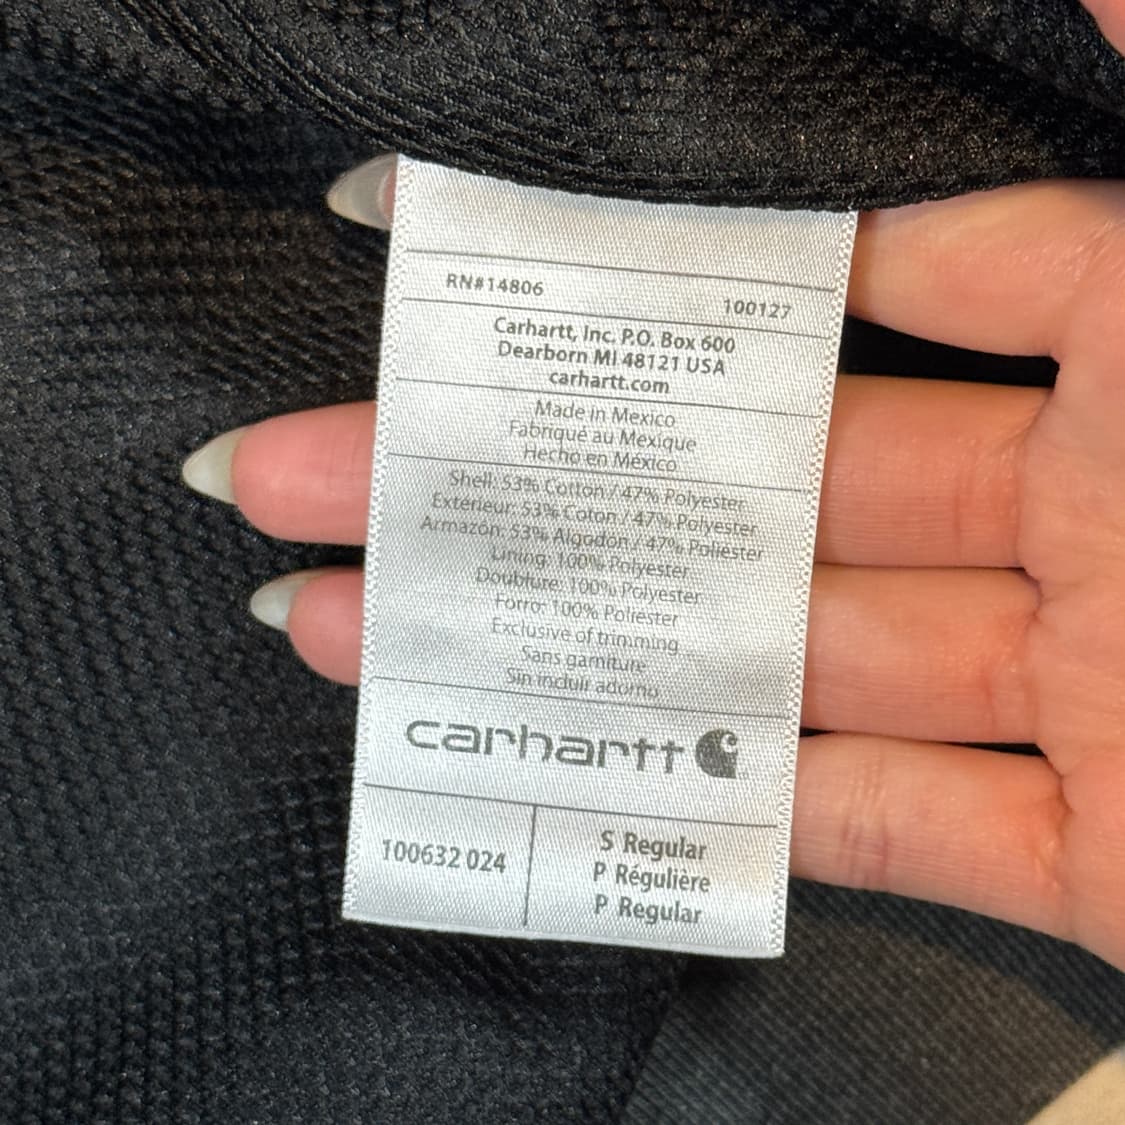 RN#14806
100127
Carhartt, Inc. P.O. Box 600
Dearborn MI 48121 USA
carhartt.com
Made in Mexico
Fabriqué au Mexique
Hecho en México
Shell: 53% Cotton / 47% Polyester
Extérieur: 53% Coton / 47% Polyester
Armazón: 53% Algodón / 47% Poliéster
Lining: 100% Polyester
Doublure: 100% Polyester
Forro: 100% Poliéster
Exclusive of trimming
Sans garniture
Sin incluir adorno
carhartt
100632 024
S Regular
P Régulière
P Regular